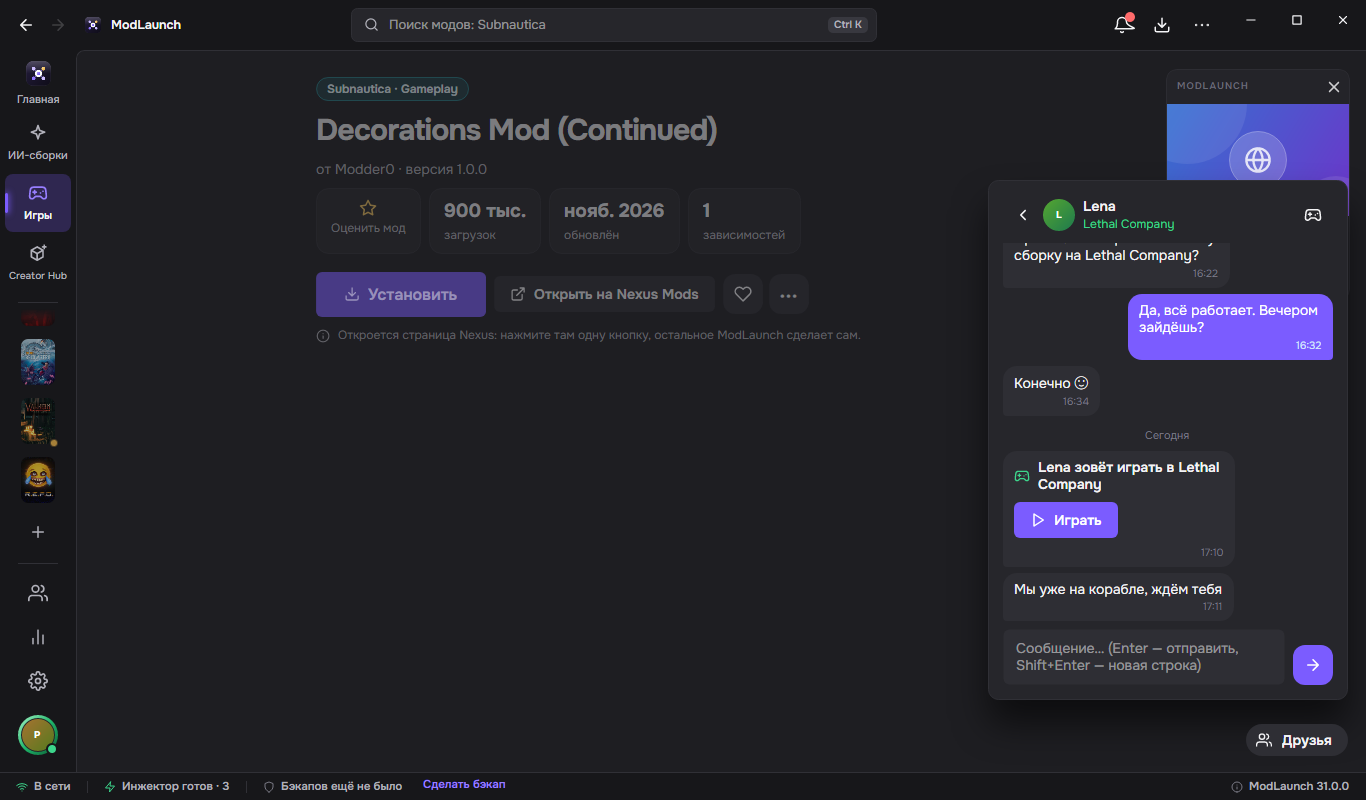 ModLaunch
Поиск модов: Subnautica
Ctrl K
Главная
ИИ-сборки
Игры
Creator Hub
P
Subnautica · Gameplay
Decorations Mod (Continued)
от Modder0 · версия 1.0.0
Оценить мод
900 тыс.
загрузок
нояб. 2026
обновлён
1
зависимостей
Установить
Открыть на Nexus Mods
Откроется страница Nexus: нажмите там одну кнопку, остальное ModLaunch сделает сам.
MODLAUNCH
L
Lena
Lethal Company
сборку на Lethal Company?
16:22
Да, всё работает. Вечером
зайдёшь?
16:32
Конечно 🙂
16:34
Сегодня
Lena зовёт играть в Lethal
Company
Играть
17:10
Мы уже на корабле, ждём тебя
17:11
Сообщение... (Enter — отправить,
Shift+Enter — новая строка)
Друзья
В сети
Инжектор готов · 3
Бэкапов ещё не было
Сделать бэкап
ModLaunch 31.0.0